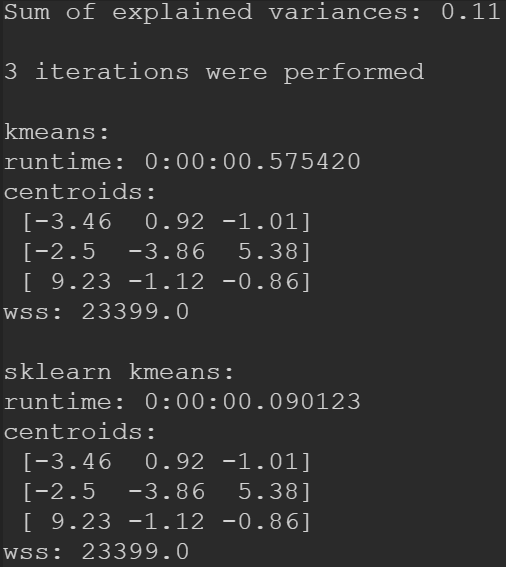 Sum of explained variances: 0.11
3 iterations were performed
kmeans:
runtime: 0:00:00.575420
centroids:
[-3.46  0.92 -1.01]
[-2.5  -3.86  5.38]
[ 9.23 -1.12 -0.86]
wss: 23399.0
sklearn kmeans:
runtime: 0:00:00.090123
centroids:
[-3.46  0.92 -1.01]
[-2.5  -3.86  5.38]
[ 9.23 -1.12 -0.86]
wss: 23399.0